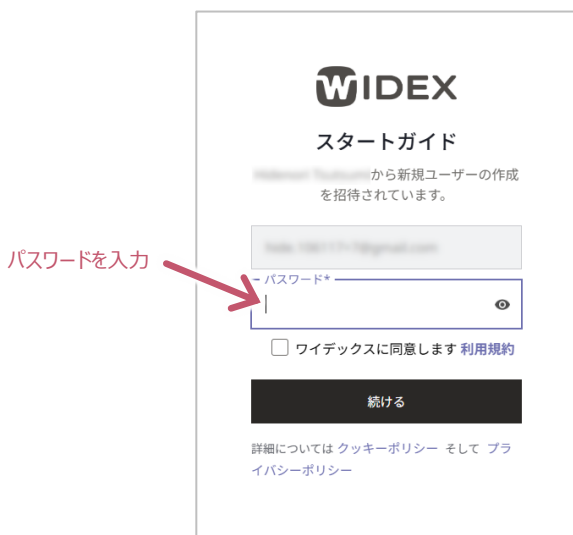 WIDEX
スタートガイド
から新規ユーザーの作成
を招待されています。
パスワードを入力
パスワード*
ワイデックスに同意します 利用規約
続ける
詳細については クッキーポリシー そして プラ
イバシーポリシー